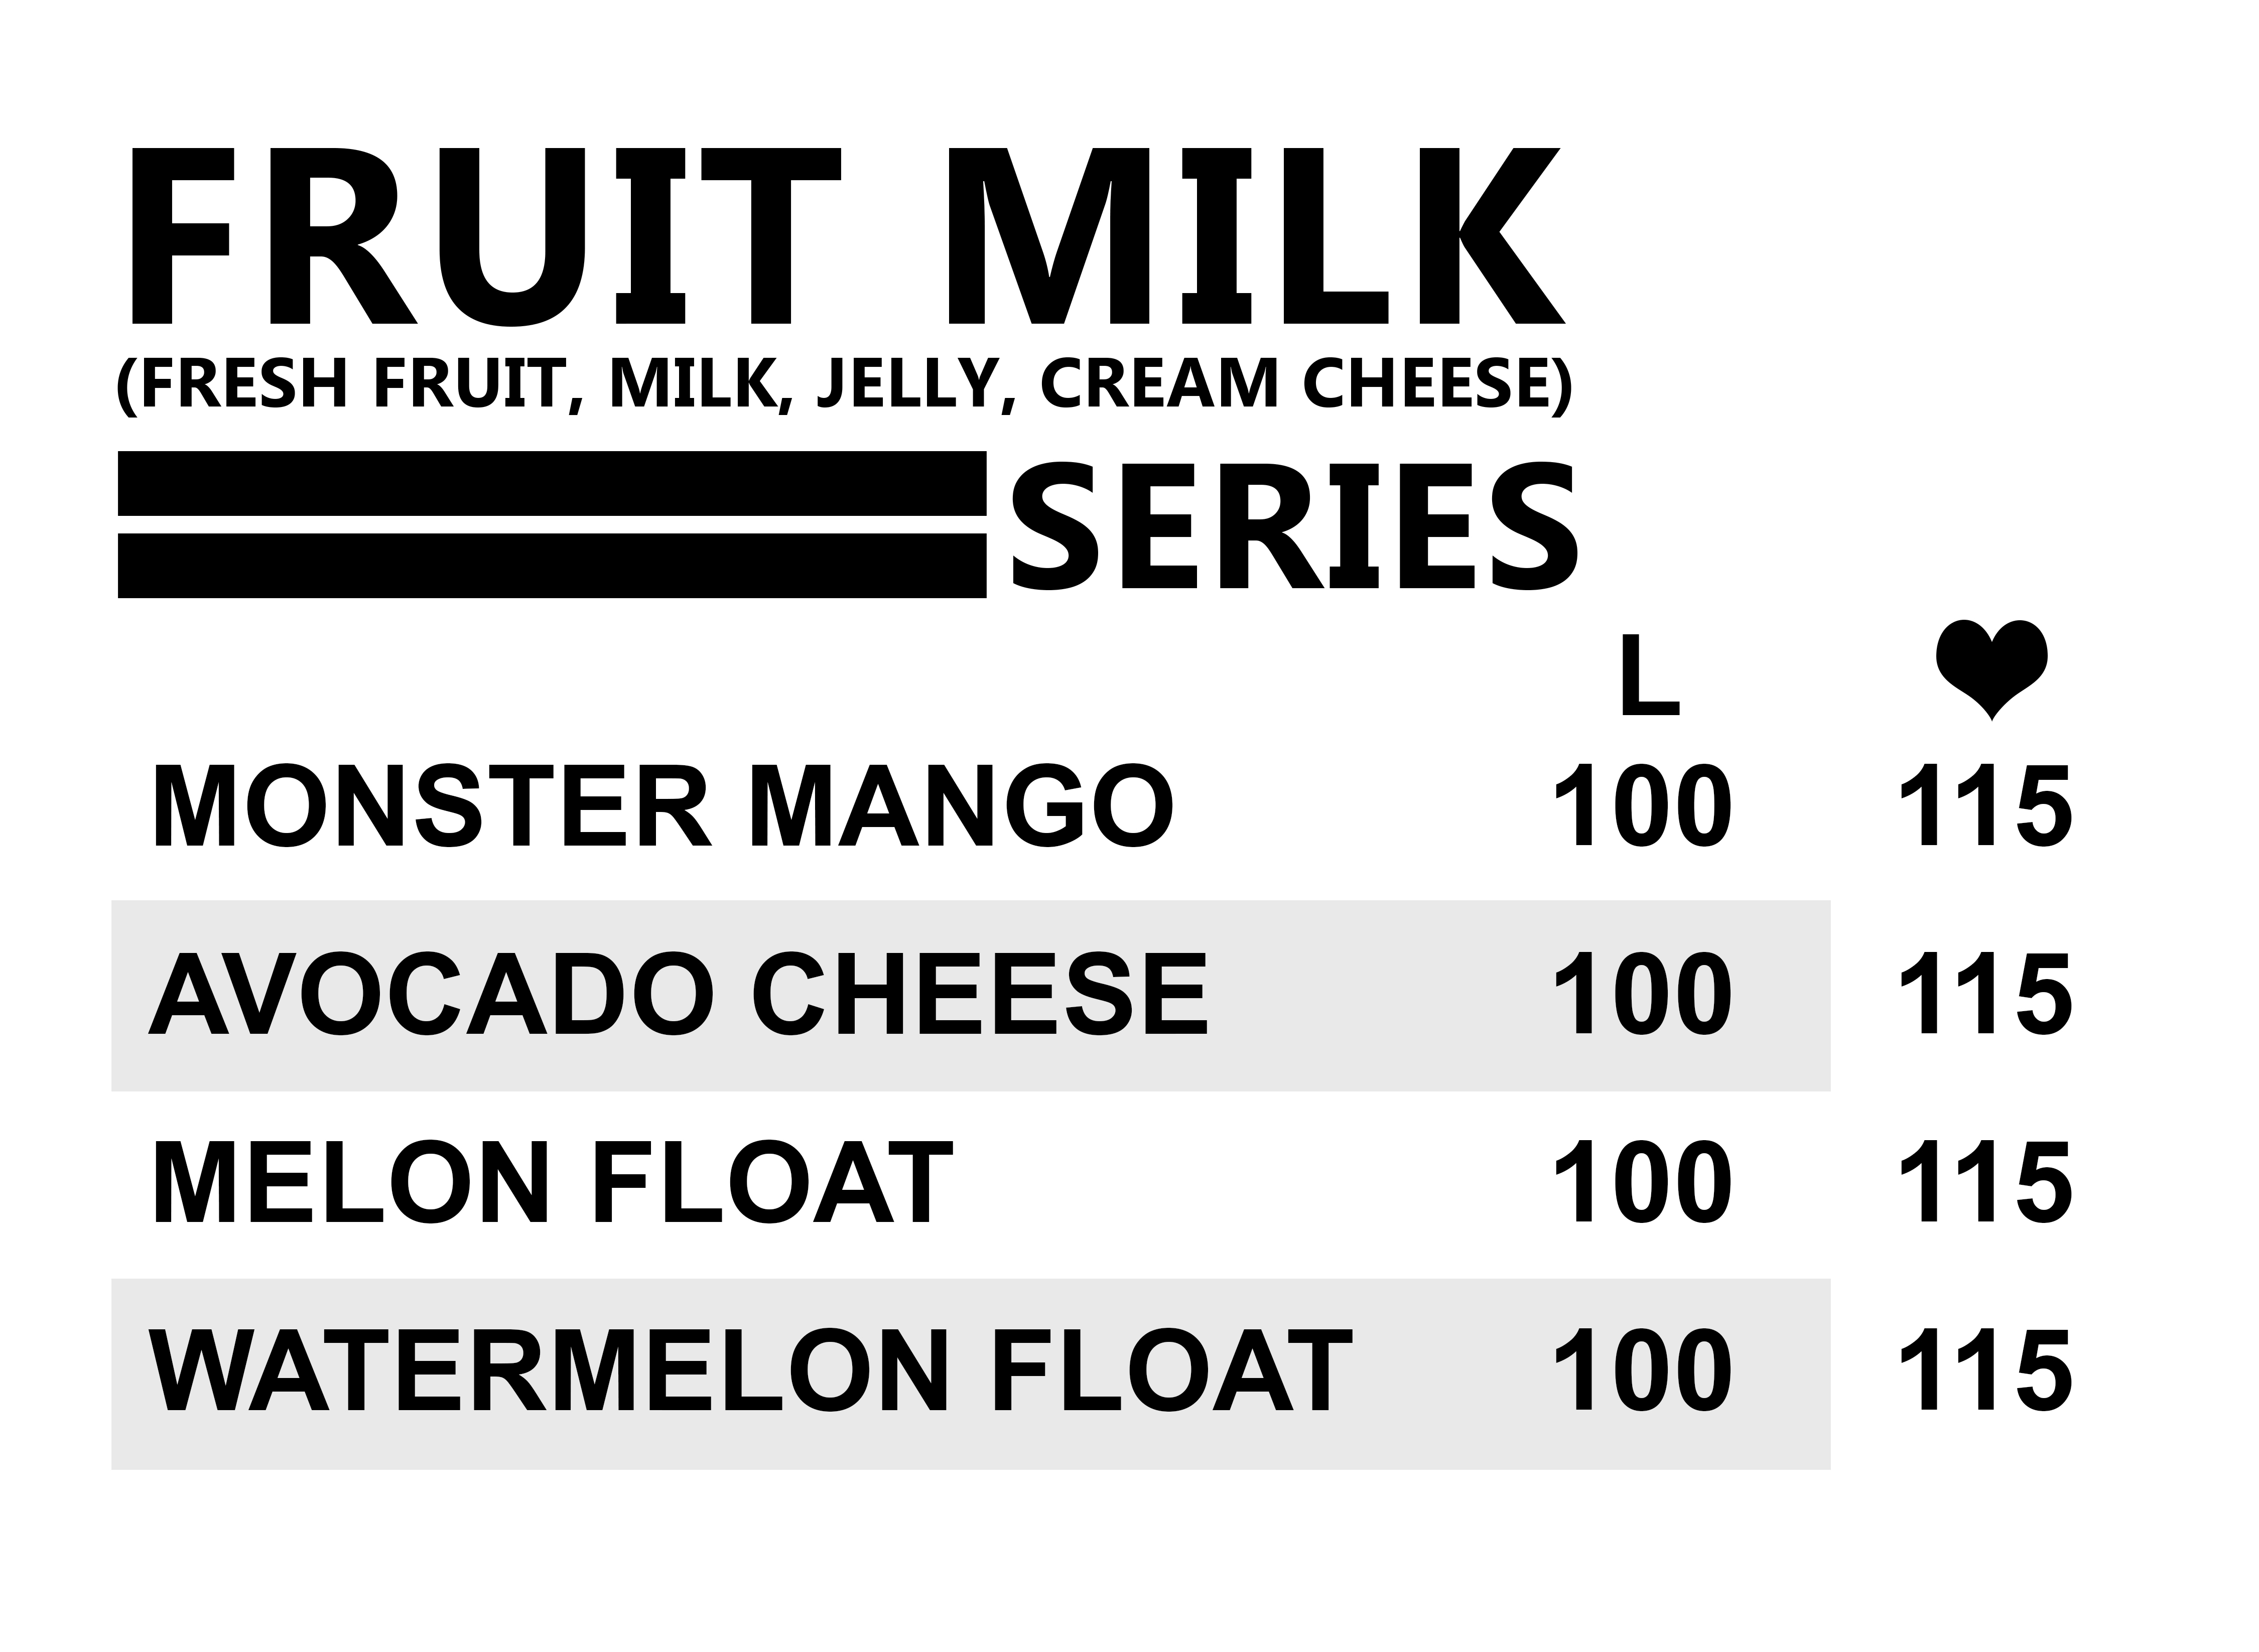 FRUIT MILK
(FRESH FRUIT, MILK, JELLY, CREAM CHEESE)
SERIES
L ♥
MONSTER MANGO 100 115
AVOCADO CHEESE 100 115
MELON FLOAT 100 115
WATERMELON FLOAT 100 115